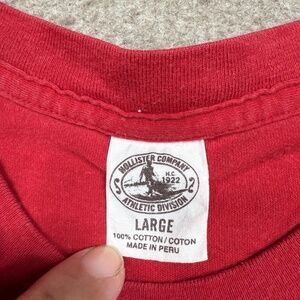 HOLLISTER COMPANY
H.C.
1922
ATHLETIC DIVISION
LARGE
100% COTTON/COTON
MADE IN PERU